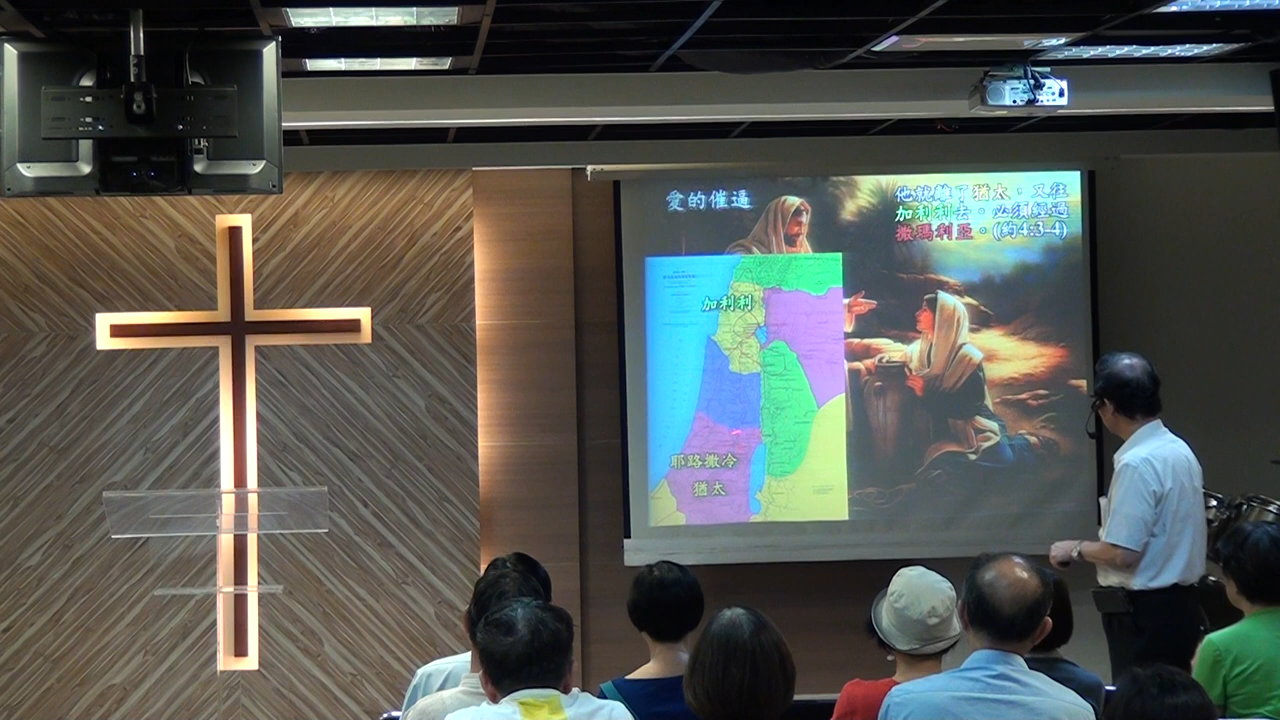 愛的催逼
他就離了猶太，又往
加利利去。必須經過
撒瑪利亞。(約4:3-4)
加利利
耶路撒冷
猶太